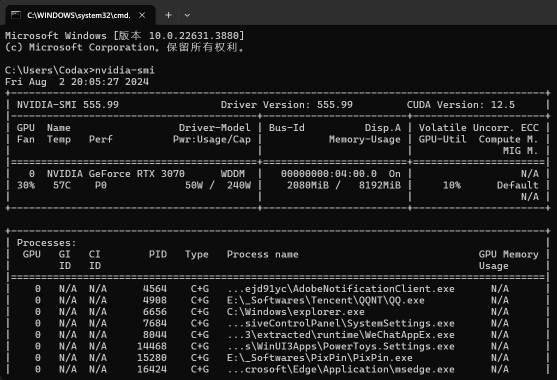 C:\WINDOWS\system32\cmd.
Microsoft Windows [版本 10.0.22631.3880]
(c) Microsoft Corporation。保留所有权利。
C:\Users\Codax>nvidia-smi
Fri Aug  2 20:05:27 2024
NVIDIA-SMI 555.99 Driver Version: 555.99 CUDA Version: 12.5
GPU Name Driver-Model | Bus-Id Disp.A | Volatile Uncorr. ECC
Fan Temp Perf Pwr:Usage/Cap | Memory-Usage | GPU-Util Compute M.
MIG M.
0 NVIDIA GeForce RTX 3070 WDDM | 00000000:04:00.0 On | N/A
30% 57C P0 50W / 240W | 2080MiB / 8192MiB | 10% Default
N/A
Processes:
GPU GI CI PID Type Process name GPU Memory
ID ID Usage
0 N/A N/A 4564 C+G ...ejd91yc\AdobeNotificationClient.exe N/A
0 N/A N/A 4908 C+G E:\_Softwares\Tencent\QQNT\QQ.exe N/A
0 N/A N/A 6656 C+G C:\Windows\explorer.exe N/A
0 N/A N/A 7684 C+G ...siveControlPanel\SystemSettings.exe N/A
0 N/A N/A 8044 C+G ...3\extracted\runtime\WeChatAppEx.exe N/A
0 N/A N/A 14468 C+G ...s\WinUI3Apps\PowerToys.Settings.exe N/A
0 N/A N/A 15280 C+G E:\_Softwares\PixPin\PixPin.exe N/A
0 N/A N/A 16424 C+G ...crosoft\Edge\Application\msedge.exe N/A